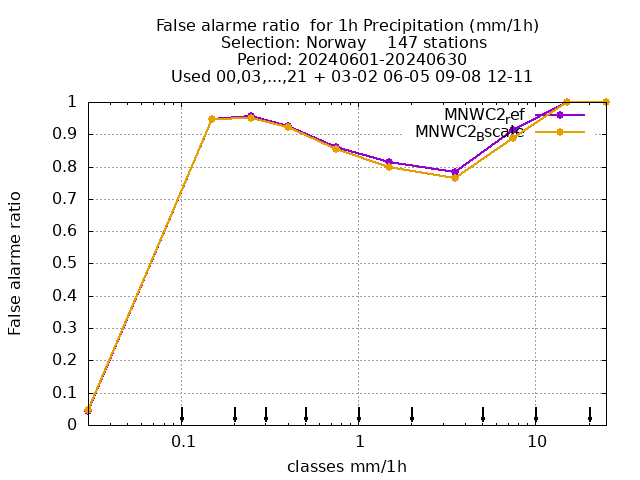 False alarme ratio  for 1h Precipitation (mm/1h)
Selection: Norway    147 stations
Period: 20240601-20240630
Used 00,03,...,21 + 03-02 06-05 09-08 12-11
MNWC2_ref
MNWC2_Bscale
1
0.9
0.8
0.7
0.6
0.5
0.4
0.3
0.2
0.1
0
False alarme ratio
0.1 1 10
classes mm/1h